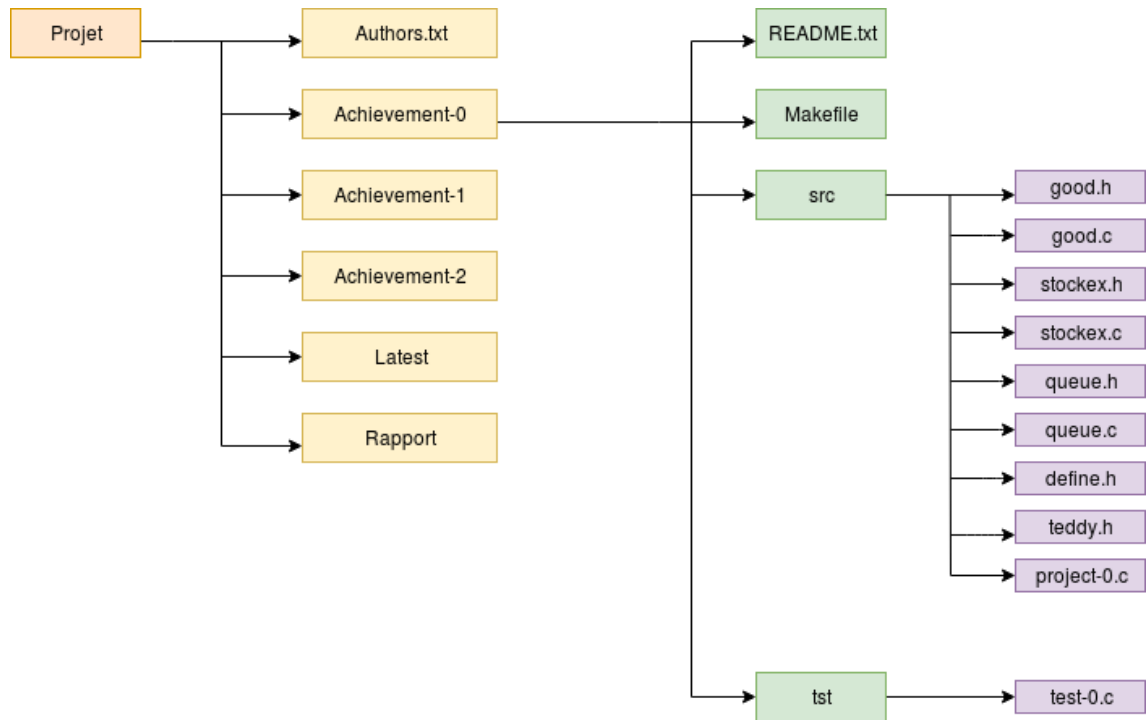 Projet
Authors.txt
Achievement-0
Achievement-1
Achievement-2
Latest
Rapport
README.txt
Makefile
src
tst
good.h
good.c
stockex.h
stockex.c
queue.h
queue.c
define.h
teddy.h
project-0.c
test-0.c